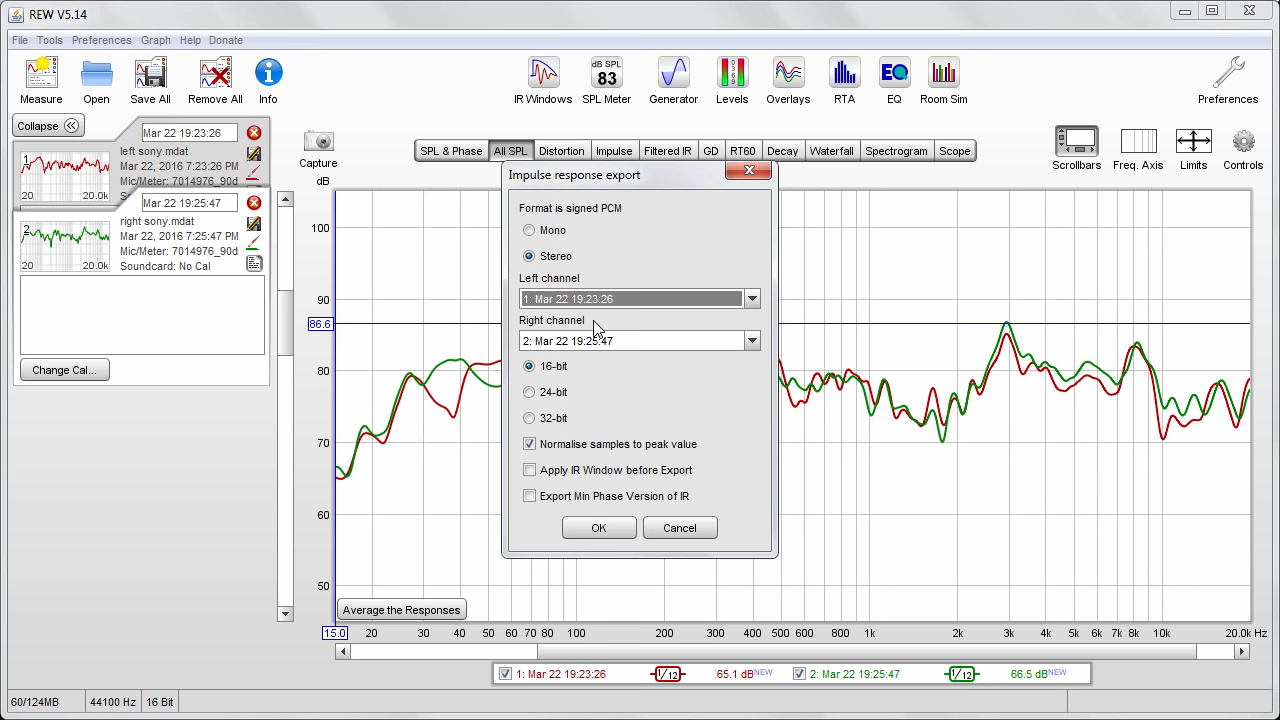 REW V5.14
File Tools Preferences Graph Help Donate
dB SPL
83
Measure Open Save All Remove All Info IR Windows SPL Meter Generator Levels Overlays RTA EQ Room Sim Preferences
Collapse
Mar 22 19:23:26
1
left sony.mdat
Mar 22, 2016 7:23:26 PM
Mic/Meter: 7014976_90d
20 20.0k
Mar 22 19:25:47
2
right sony.mdat
Mar 22, 2016 7:25:47 PM
Mic/Meter: 7014976_90d
20 20.0k
Soundcard: No Cal
Change Cal...
Capture
SPL & Phase All SPL Distortion Impulse Filtered IR GD RT60 Decay Waterfall Spectrogram Scope
Scrollbars Freq. Axis Limits Controls
dB
100
90
86.6
80
70
60
50
Impulse response export
Format is signed PCM
Mono
Stereo
Left channel
1: Mar 22 19:23:26
Right channel
2: Mar 22 19:25:47
16-bit
24-bit
32-bit
Normalise samples to peak value
Apply IR Window before Export
Export Min Phase Version of IR
OK Cancel
Average the Responses
15.0 20 30 40 50 60 70 80 100 200 300 400 500 600 800 1k 2k 3k 4k 5k 6k 7k 8k 10k 20.0k Hz
1: Mar 22 19:23:26 1/12 65.1 dB NEW 2: Mar 22 19:25:47 1/12 66.5 dB NEW
60/124MB 44100 Hz 16 Bit